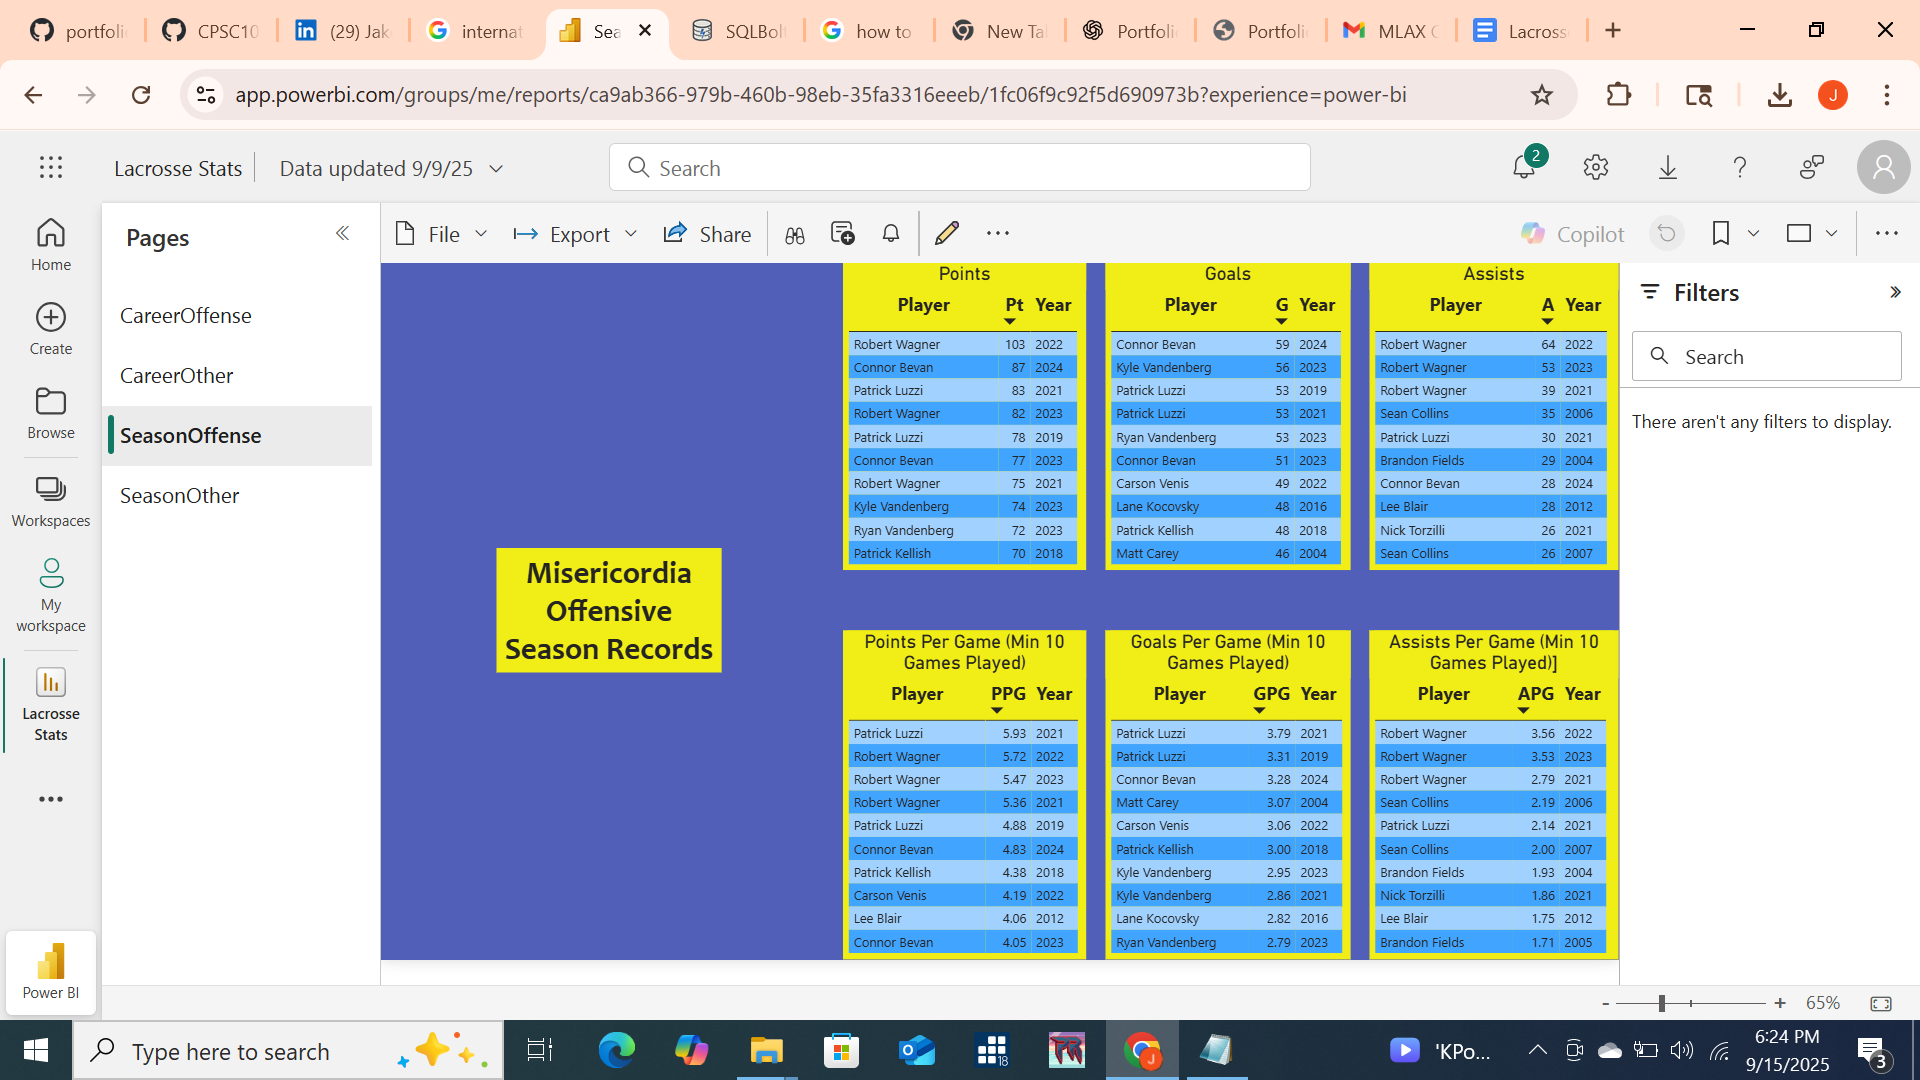 portfoli
CPSC10
(29) Jak
internat
Sea
SQLBol
how to
New Ta
Portfoli
Portfoli
MLAX
Lacross
app.powerbi.com/groups/me/reports/ca9ab366-979b-460b-98eb-35fa3316eeeb/1fc06f9c92f5d690973b?experience=power-bi
J
Lacrosse Stats
Data updated 9/9/25
Search
2
Home
Create
Browse
Workspaces
My
workspace
Lacrosse
Stats
Power BI
Pages
CareerOffense
CareerOther
SeasonOffense
SeasonOther
File
Export
Share
Copilot
Misericordia
Offensive
Season Records
Points
Player Pt Year
Robert Wagner 103 2022
Connor Bevan 87 2024
Patrick Luzzi 83 2021
Robert Wagner 82 2023
Patrick Luzzi 78 2019
Connor Bevan 77 2023
Robert Wagner 75 2021
Kyle Vandenberg 74 2023
Ryan Vandenberg 72 2023
Patrick Kellish 70 2018
Goals
Player G Year
Connor Bevan 59 2024
Kyle Vandenberg 56 2023
Patrick Luzzi 53 2019
Patrick Luzzi 53 2021
Ryan Vandenberg 53 2023
Connor Bevan 51 2023
Carson Venis 49 2022
Lane Kocovsky 48 2016
Patrick Kellish 48 2018
Matt Carey 46 2004
Assists
Player A Year
Robert Wagner 64 2022
Robert Wagner 53 2023
Robert Wagner 39 2021
Sean Collins 35 2006
Patrick Luzzi 30 2021
Brandon Fields 29 2004
Connor Bevan 28 2024
Lee Blair 28 2012
Nick Torzilli 26 2021
Sean Collins 26 2007
Points Per Game (Min 10
Games Played)
Player PPG Year
Patrick Luzzi 5.93 2021
Robert Wagner 5.72 2022
Robert Wagner 5.47 2023
Robert Wagner 5.36 2021
Patrick Luzzi 4.88 2019
Connor Bevan 4.83 2024
Patrick Kellish 4.38 2018
Carson Venis 4.19 2022
Lee Blair 4.06 2012
Connor Bevan 4.05 2023
Goals Per Game (Min 10
Games Played)
Player GPG Year
Patrick Luzzi 3.79 2021
Patrick Luzzi 3.31 2019
Connor Bevan 3.28 2024
Matt Carey 3.07 2004
Carson Venis 3.06 2022
Patrick Kellish 3.00 2018
Kyle Vandenberg 2.95 2023
Kyle Vandenberg 2.86 2021
Lane Kocovsky 2.82 2016
Ryan Vandenberg 2.79 2023
Assists Per Game (Min 10
Games Played)]
Player APG Year
Robert Wagner 3.56 2022
Robert Wagner 3.53 2023
Robert Wagner 2.79 2021
Sean Collins 2.19 2006
Patrick Luzzi 2.14 2021
Sean Collins 2.00 2007
Brandon Fields 1.93 2004
Nick Torzilli 1.86 2021
Lee Blair 1.75 2012
Brandon Fields 1.71 2005
Filters
Search
There aren't any filters to display.
- + 65%
Type here to search
18
J
'KPo...
6:24 PM
9/15/2025
3